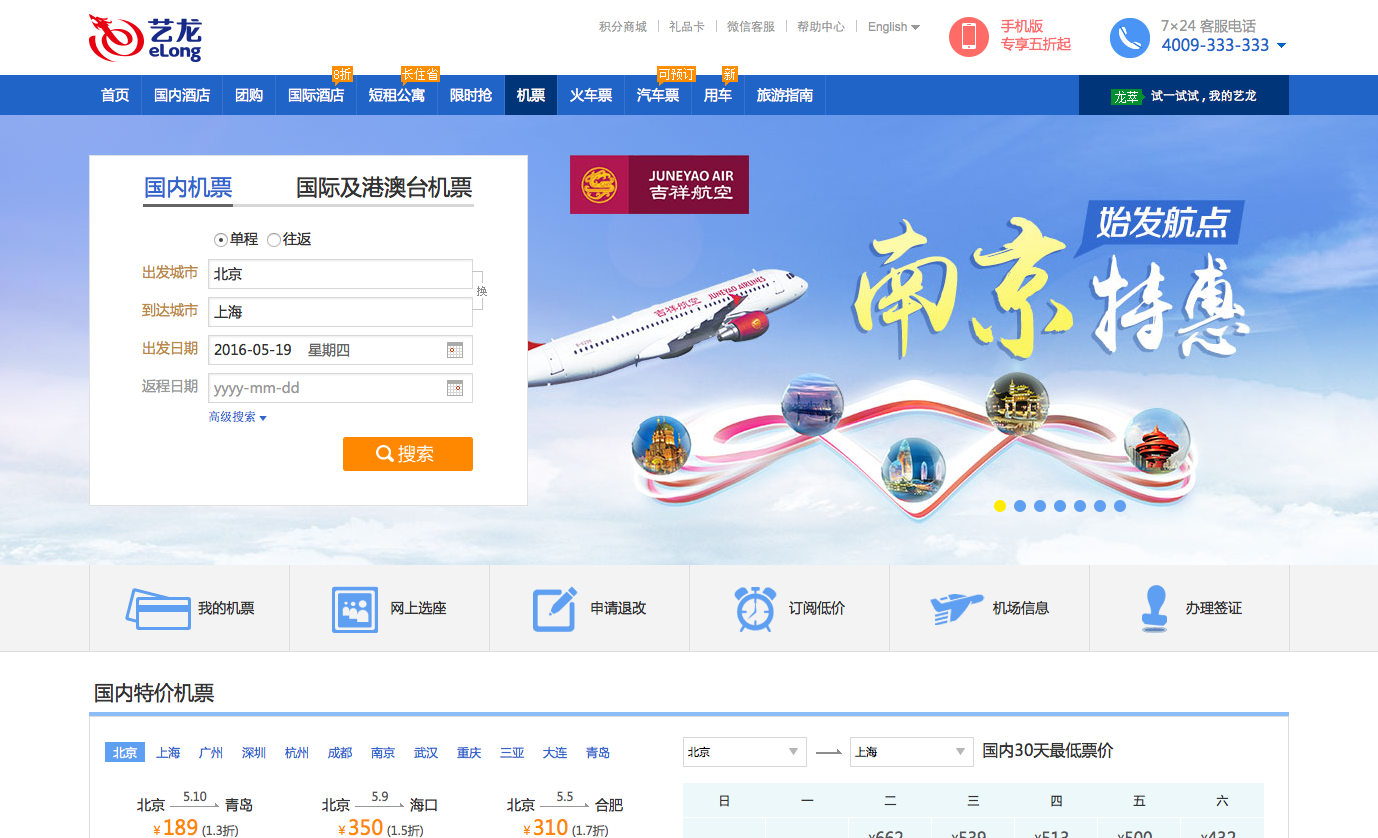 艺龙
eLong
积分商城
礼品卡
微信客服
帮助中心
English
手机版
专享五折起
7×24 客服电话
4009-333-333
8折
长住省
可预订
新
首页
国内酒店
团购
国际酒店
短租公寓
限时抢
机票
火车票
汽车票
用车
旅游指南
龙萃
试一试试 , 我的艺龙
国内机票
国际及港澳台机票
单程
往返
出发城市
北京
换
到达城市
上海
出发日期
2016-05-19 星期四
返程日期
yyyy-mm-dd
高级搜索
搜索
JUNEYAO AIR
吉祥航空
吉祥航空 JUNEYAO AIRLINES
始发航点
南京特惠
我的机票
网上选座
申请退改
订阅低价
机场信息
办理签证
国内特价机票
北京
上海
广州
深圳
杭州
成都
南京
武汉
重庆
三亚
大连
青岛
北京
上海
国内30天最低票价
北京 5.10 青岛
¥189 (1.3折)
北京 5.9 海口
¥350 (1.5折)
北京 5.5 合肥
¥310 (1.7折)
日
一
二
三
四
五
六
¥662
¥539
¥513
¥500
¥432